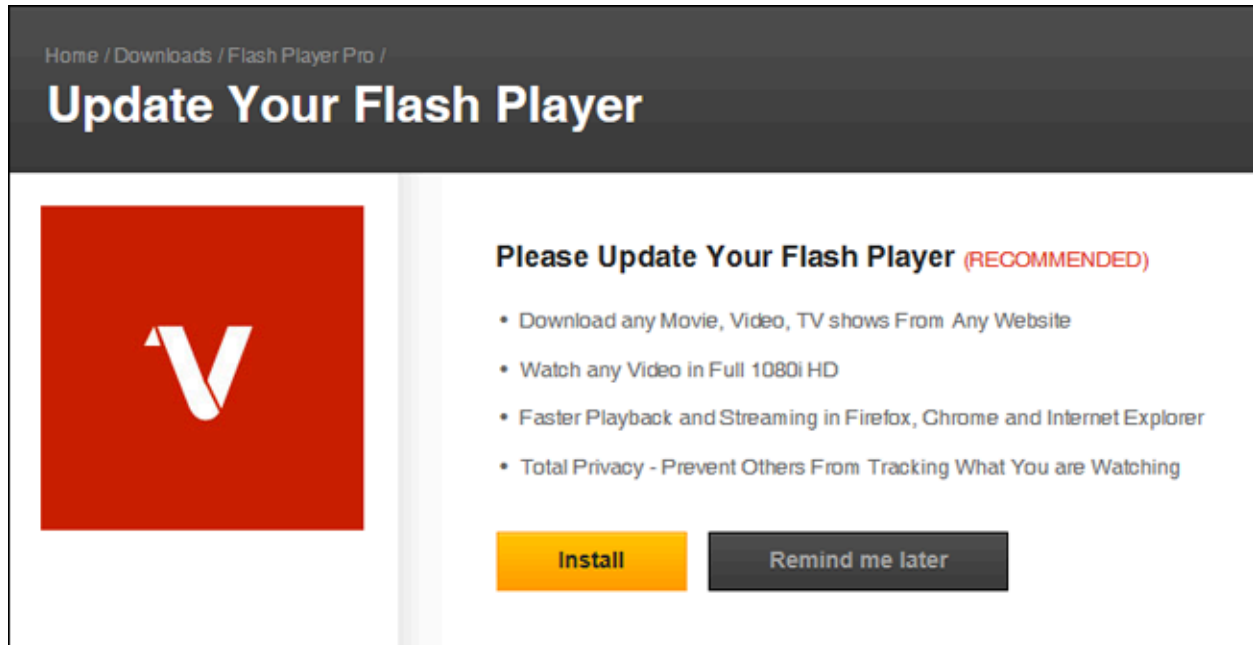 Home / Downloads / Flash Player Pro /
Update Your Flash Player
Please Update Your Flash Player (RECOMMENDED)
• Download any Movie, Video, TV shows From Any Website
• Watch any Video in Full 1080i HD
• Faster Playback and Streaming in Firefox, Chrome and Internet Explorer
• Total Privacy - Prevent Others From Tracking What You are Watching
Install Remind me later